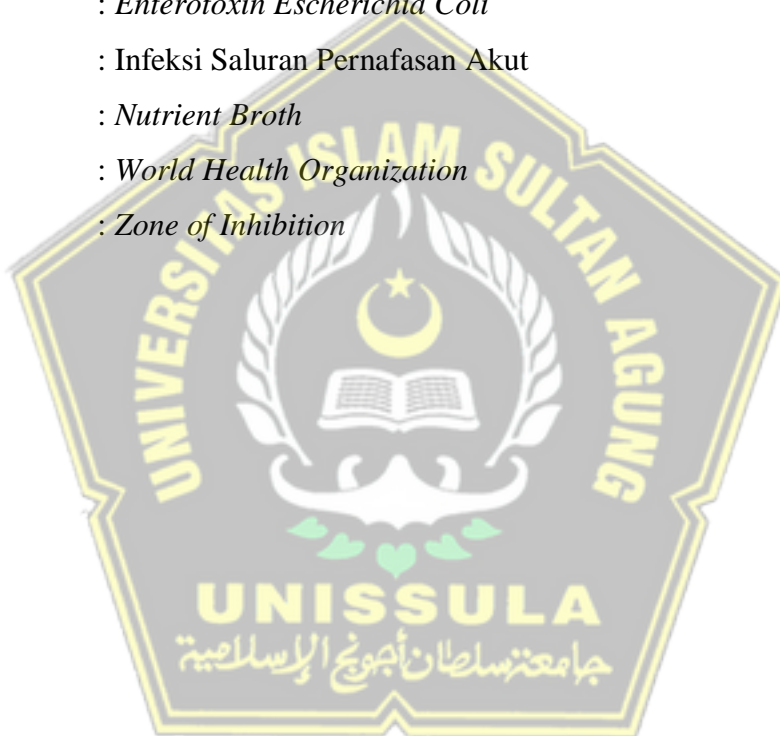 : Enterotoxin Escherichia Coli
: Infeksi Saluran Pernafasan Akut
: Nutrient Broth
: World Health Organization
: Zone of Inhibition
UNIVERSITAS ISLAM SULTAN AGUNG
UNISSULA
جامعة سلطان أجونج الإسلامية